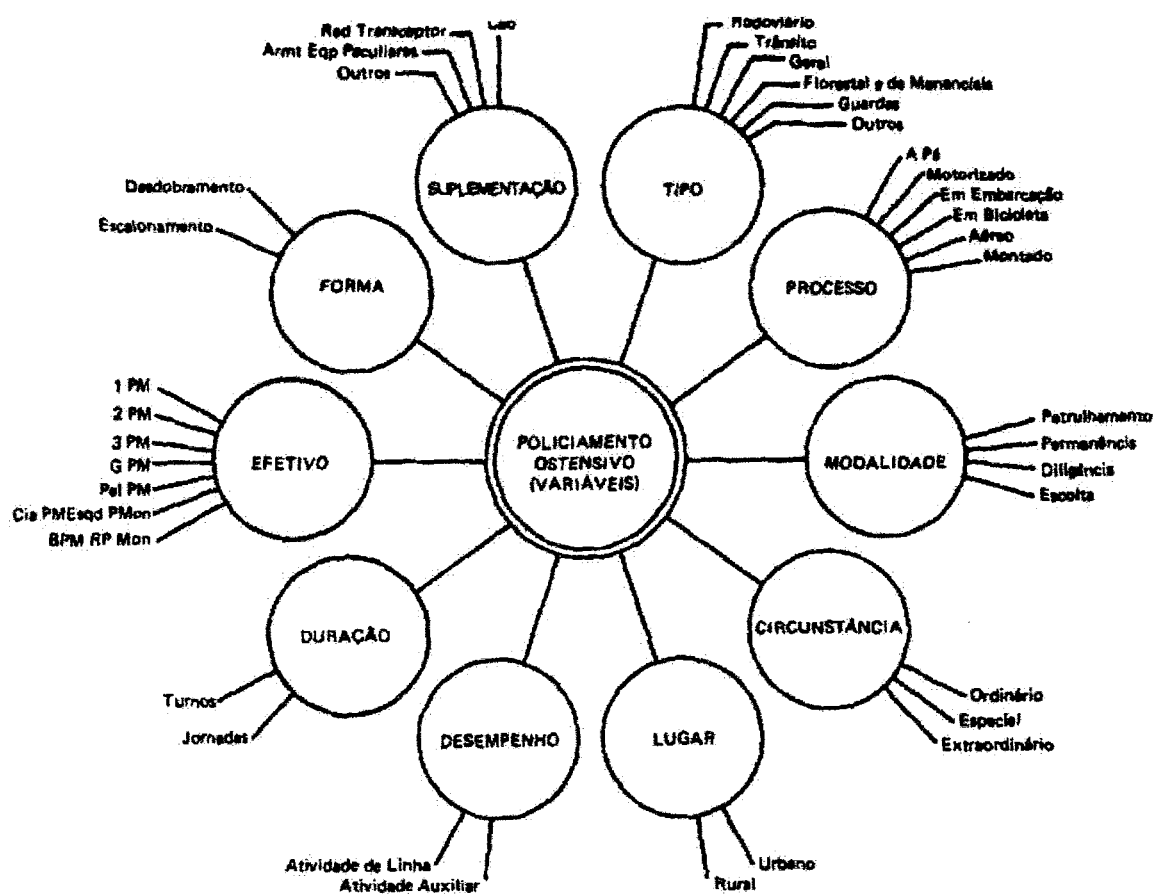 Rodoviário
Trânsito
Geral
Florestal e de Mananciais
Guardas
Outros
TIPO
A Pé
Motorizado
Em Embarcação
Em Bicicleta
Aéreo
Montado
PROCESSO
Patrulhamento
Permanência
Diligência
Escolta
MODALIDADE
Ordinário
Especial
Extraordinário
CIRCUNSTÂNCIA
Urbano
Rural
LUGAR
Atividade de Linha
Atividade Auxiliar
DESEMPENHO
Turnos
Jornadas
DURAÇÃO
1 PM
2 PM
3 PM
G PM
Pel PM
Cia PMEsqd PMon
BPM RP Mon
EFETIVO
Desdobramento
Escalonamento
FORMA
Rad Transceptor
Armt Eqp Peculiares
Outros
SUPLEMENTAÇÃO
POLICIAMENTO
OSTENSIVO
(VARIÁVEIS)